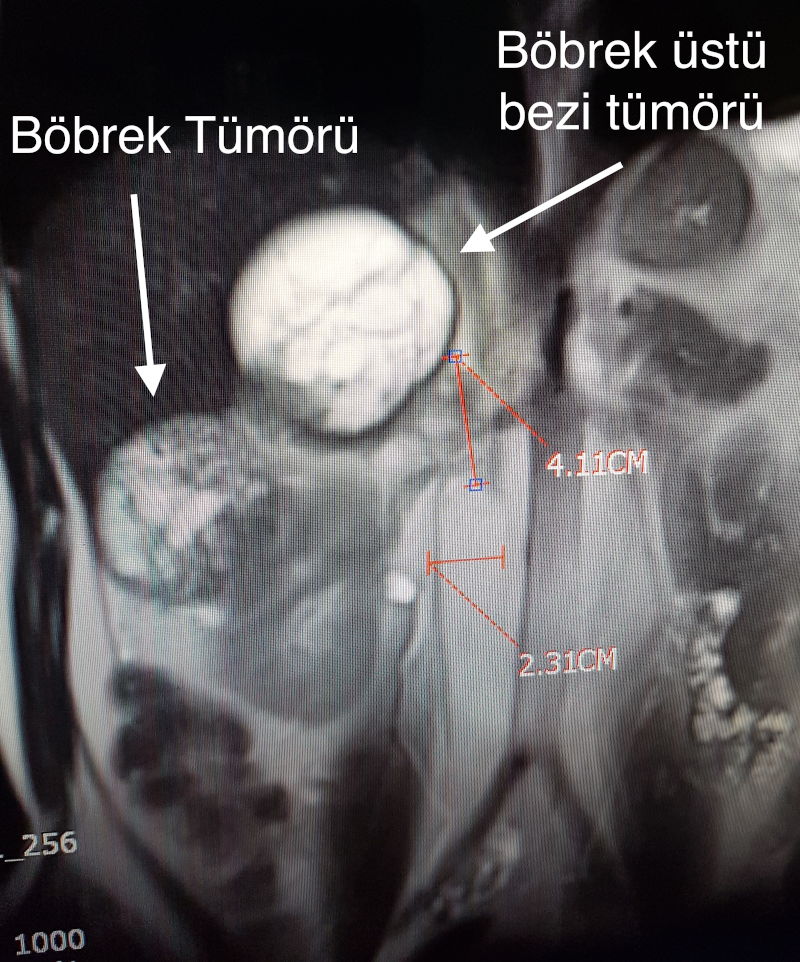 Böbrek üstü
bezi tümörü
Böbrek Tümörü
4.11CM
2.31CM
_256
1000